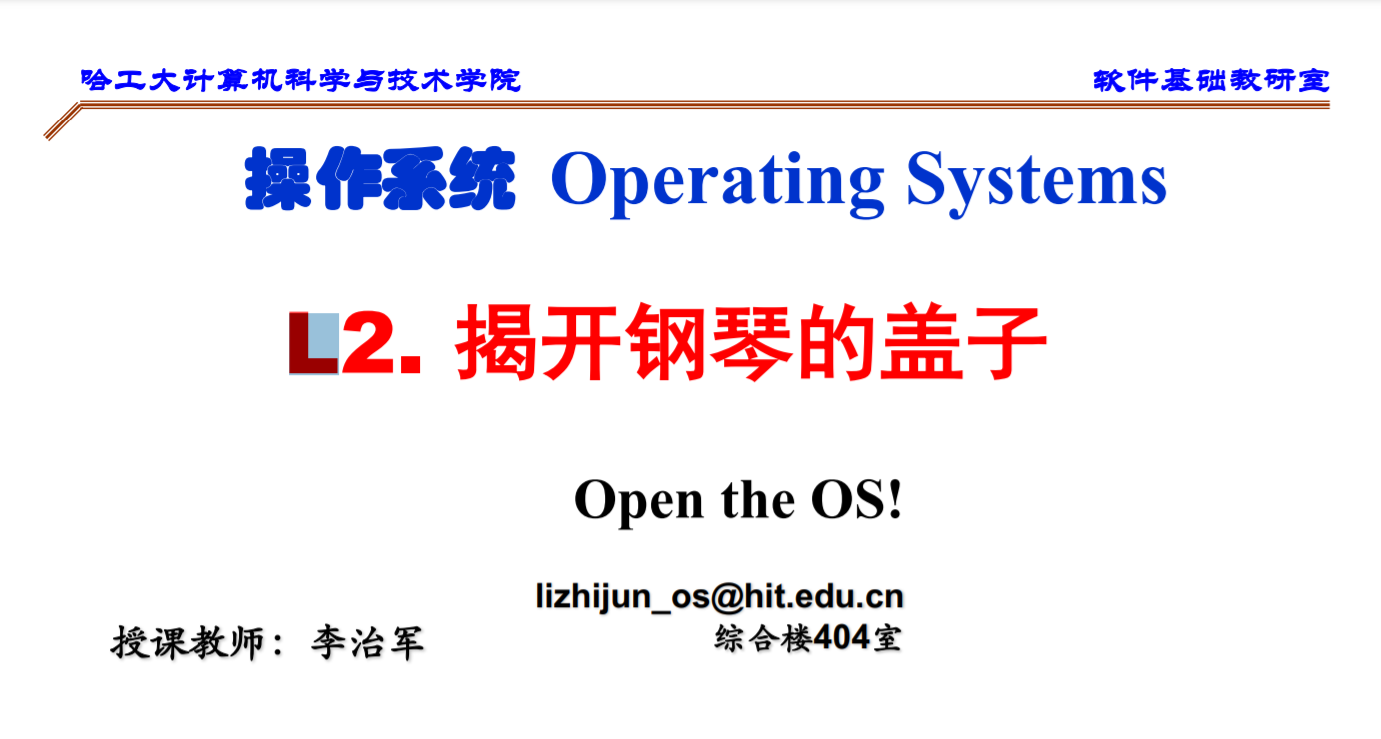 哈工大计算机科学与技术学院 软件基础教研室
操作系统 Operating Systems
L2. 揭开钢琴的盖子
Open the OS!
lizhijun_os@hit.edu.cn
授课教师：李治军 综合楼404室